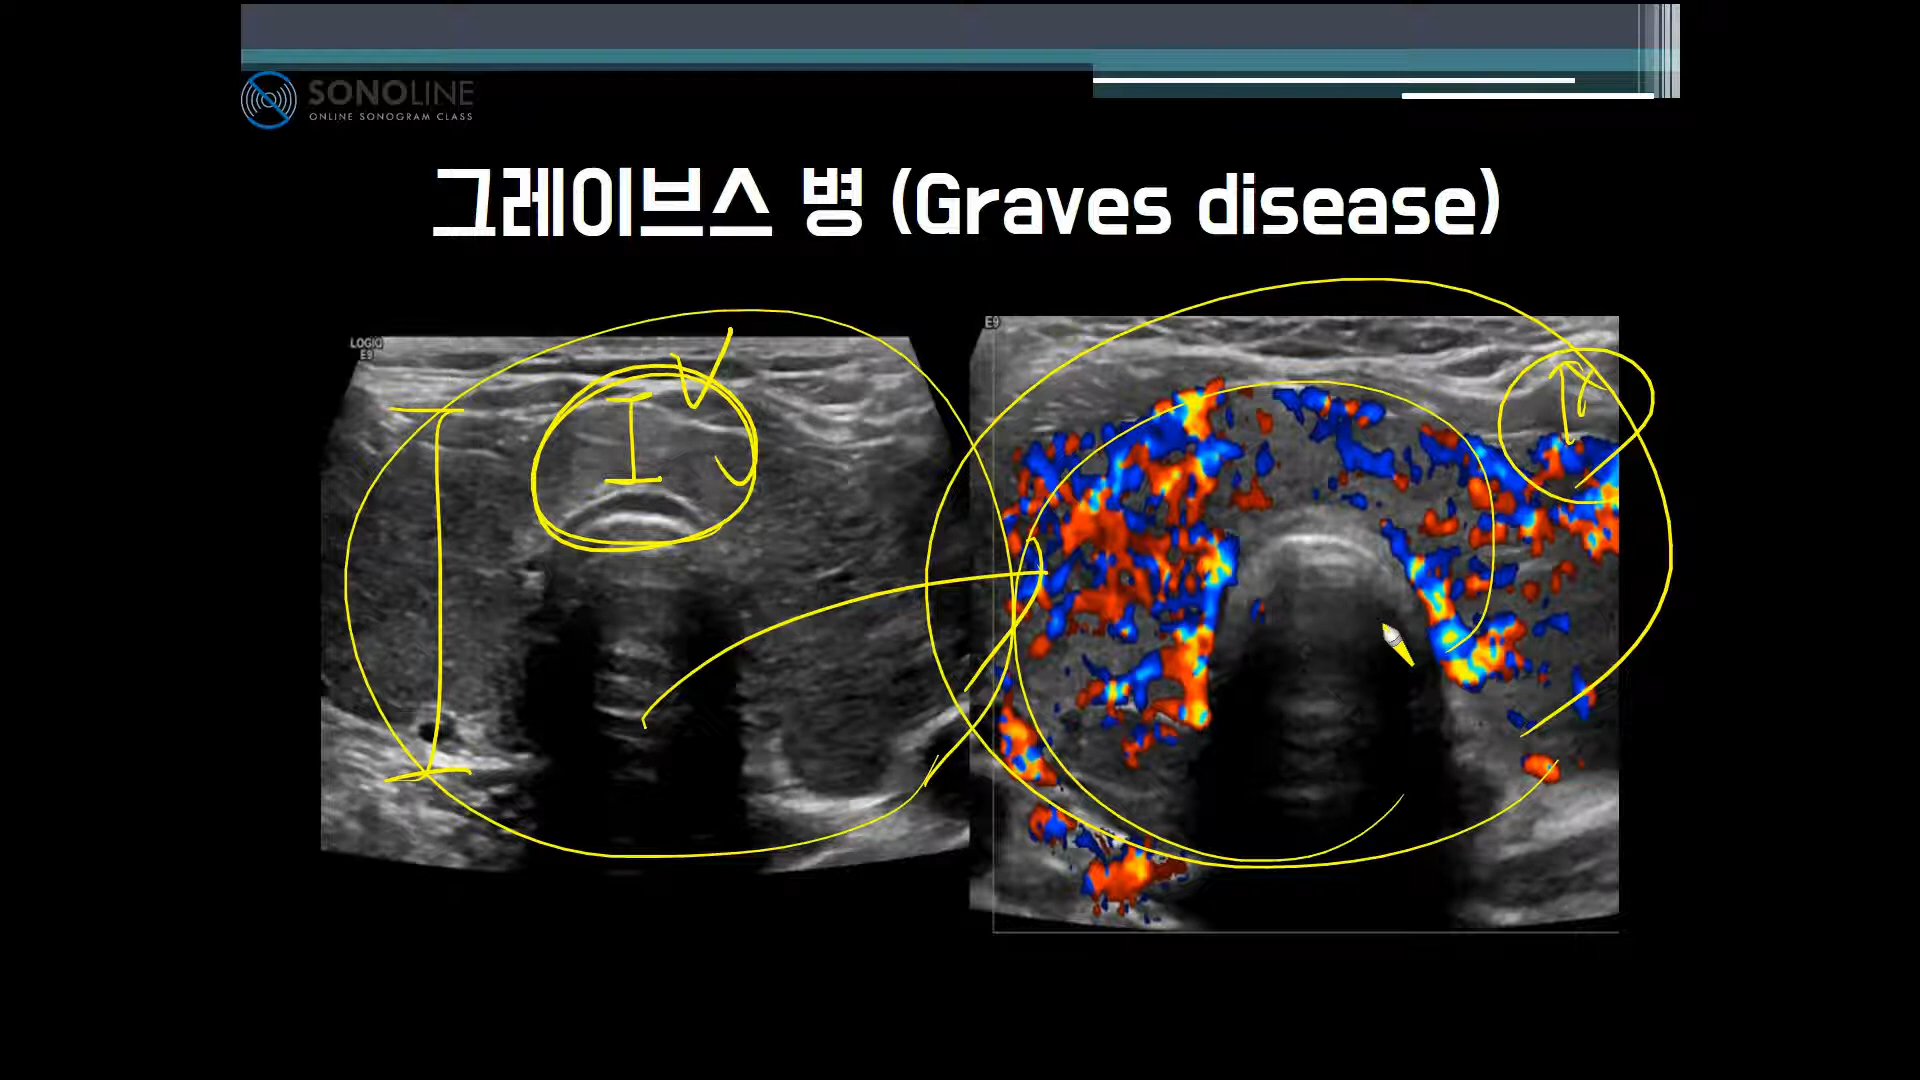 SONOLINE
ONLINE SONOGRAM CLASS
그레이브스 병 (Graves disease)
LOGIQ
E9
E9